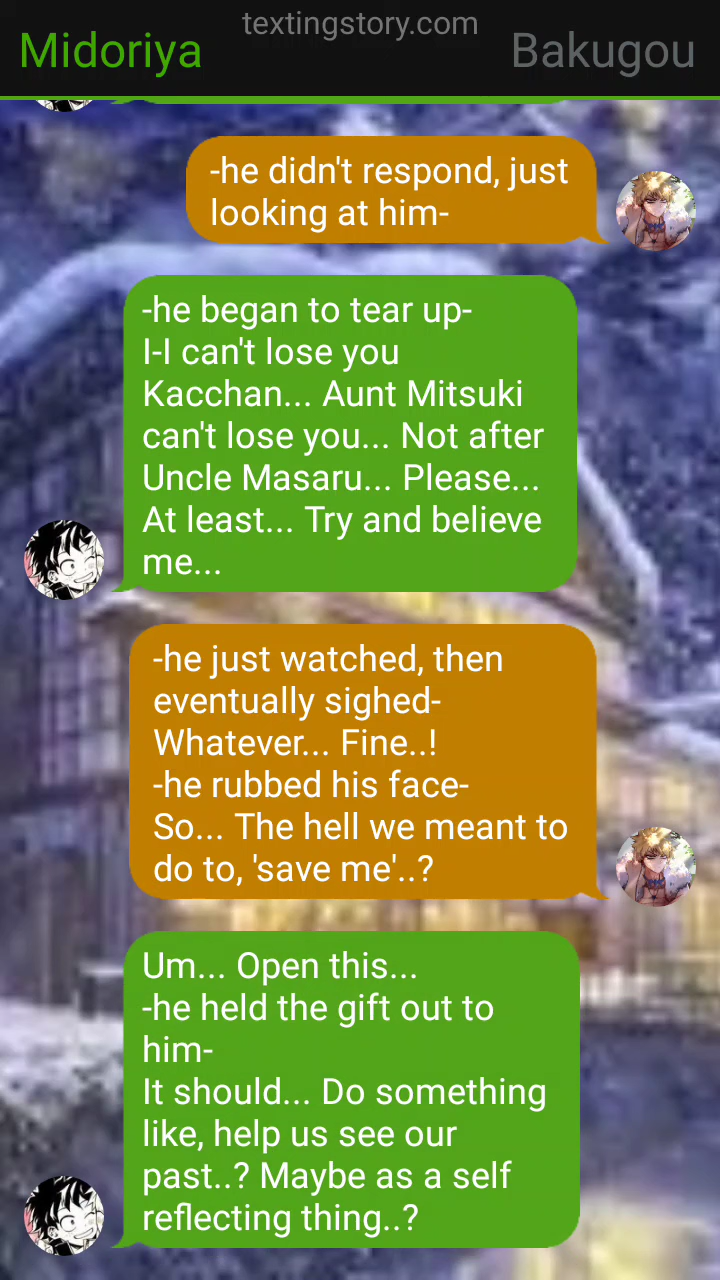 textingstory.com
Midoriya
Bakugou
-he didn't respond, just
looking at him-
-he began to tear up-
I-I can't lose you
Kacchan... Aunt Mitsuki
can't lose you... Not after
Uncle Masaru... Please...
At least... Try and believe
me...
-he just watched, then
eventually sighed-
Whatever... Fine..!
-he rubbed his face-
So... The hell we meant to
do to, 'save me'..?
Um... Open this...
-he held the gift out to
him-
It should... Do something
like, help us see our
past..? Maybe as a self
reflecting thing..?